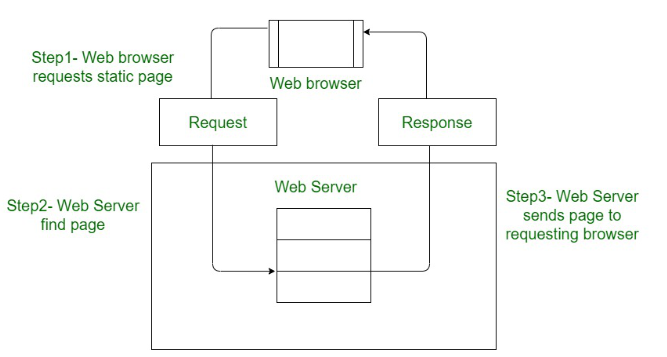 Step1- Web browser
requests static page
Web browser
Request
Response
Web Server
Step2- Web Server
find page
Step3- Web Server
sends page to
requesting browser